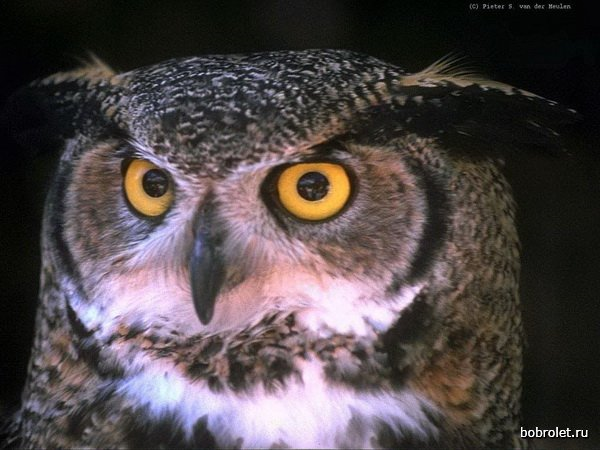 (C) Pieter S. van der Meulen
bobrolet.ru